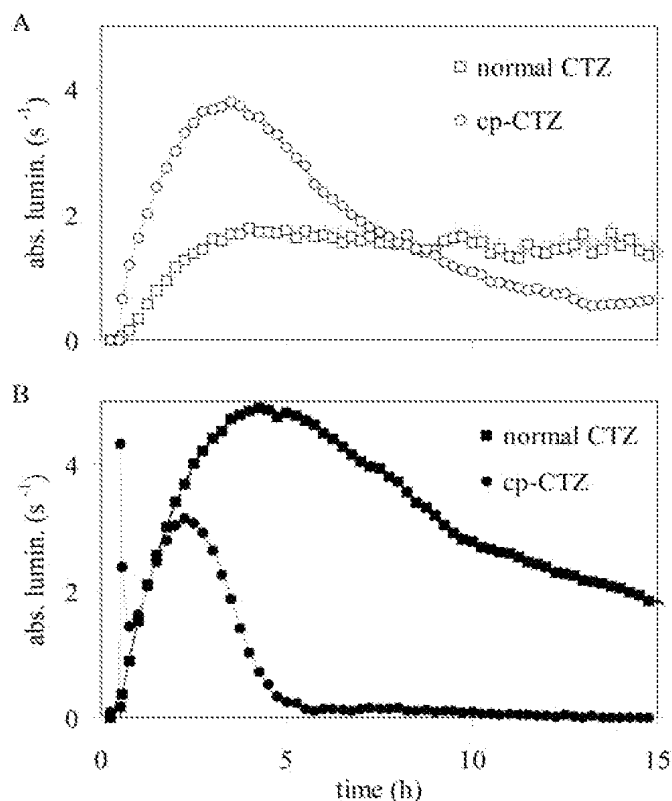 A
normal CTZ
cp-CTZ
abs. lumin. (s -1)
4
2
0
B
normal CTZ
cp-CTZ
abs. lumin. (s -1)
4
2
0
0
5
10
15
time (h)